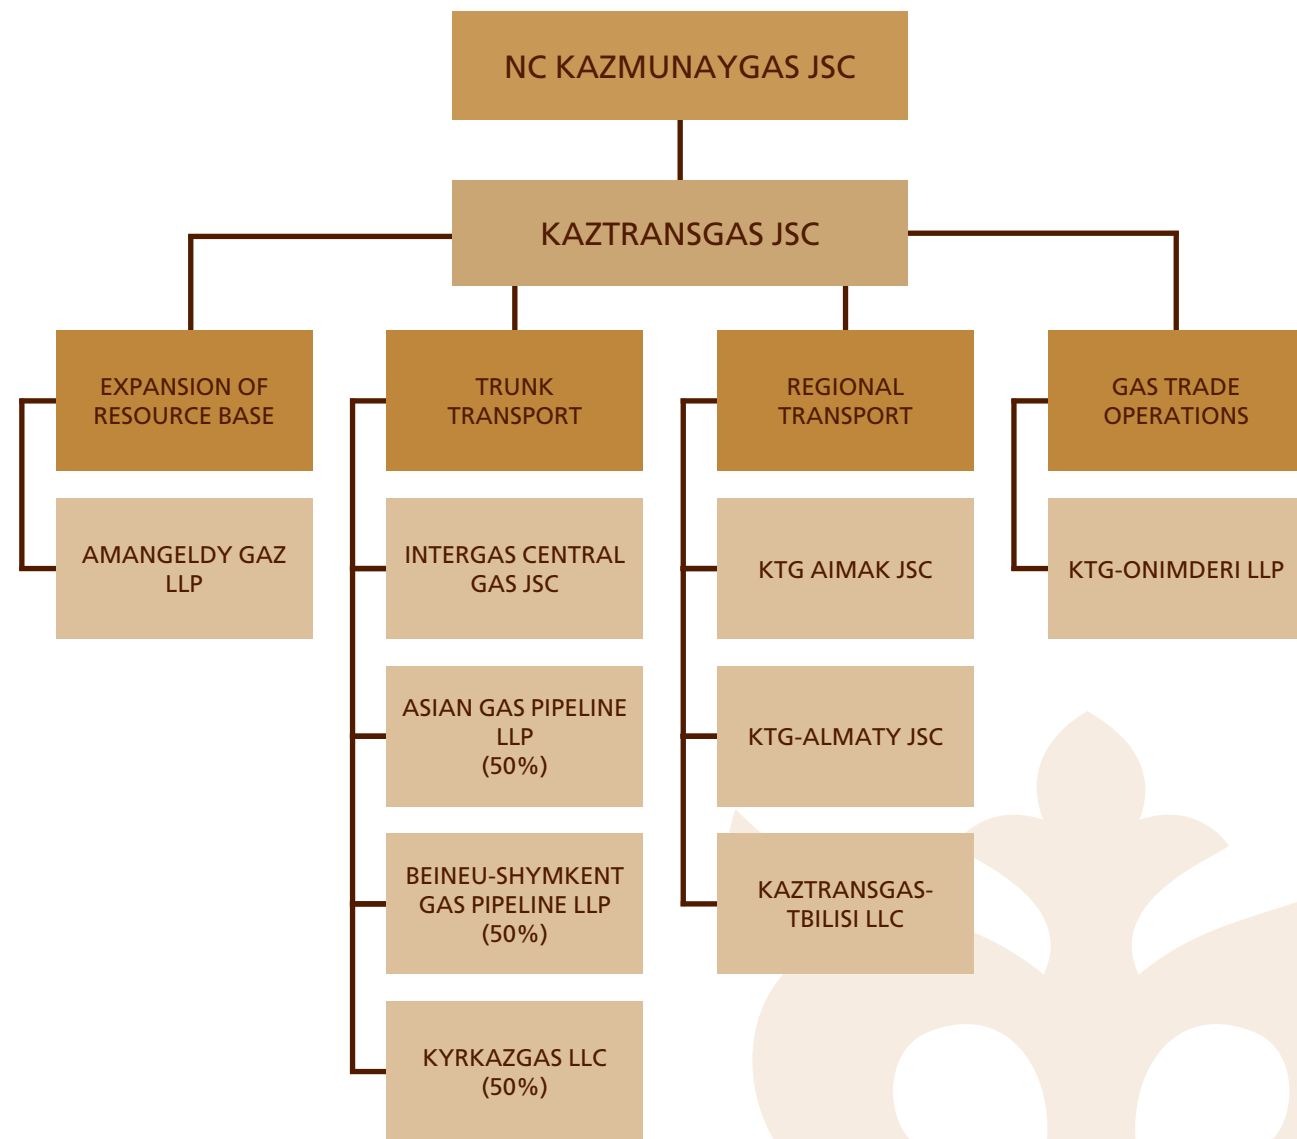 NC KAZMUNAYGAS JSC
KAZTRANSGAS JSC
EXPANSION OF
RESOURCE BASE
AMANGELDY GAZ
LLP
TRUNK
TRANSPORT
INTERGAS CENTRAL
GAS JSC
ASIAN GAS PIPELINE
LLP
(50%)
BEINEU-SHYMKENT
GAS PIPELINE LLP
(50%)
KYRKAZGAS LLC
(50%)
REGIONAL
TRANSPORT
KTG AIMAK JSC
KTG-ALMATY JSC
KAZTRANSGAS-
TBILISI LLC
GAS TRADE
OPERATIONS
KTG-ONIMDERI LLP